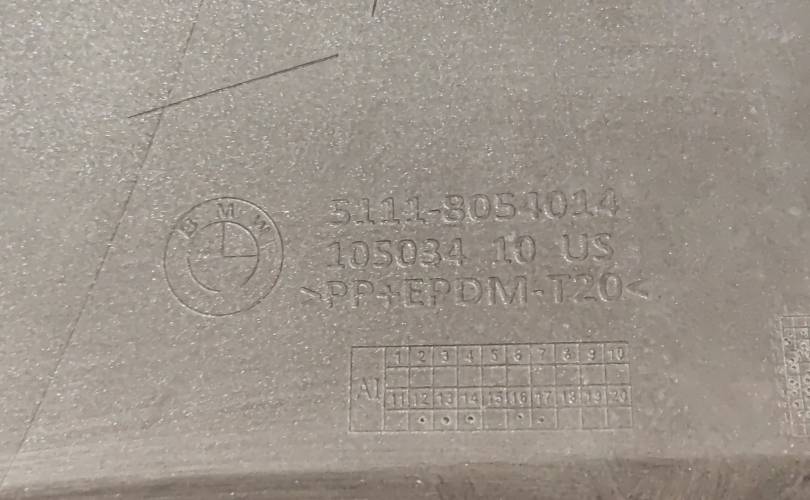 BMW
5111-8054014
105034 10 US
>PP+EPDM-T20<
AI
1 2 3 4 5 6 7 8 9 10
11 12 13 14 15 16 17 18 19 20